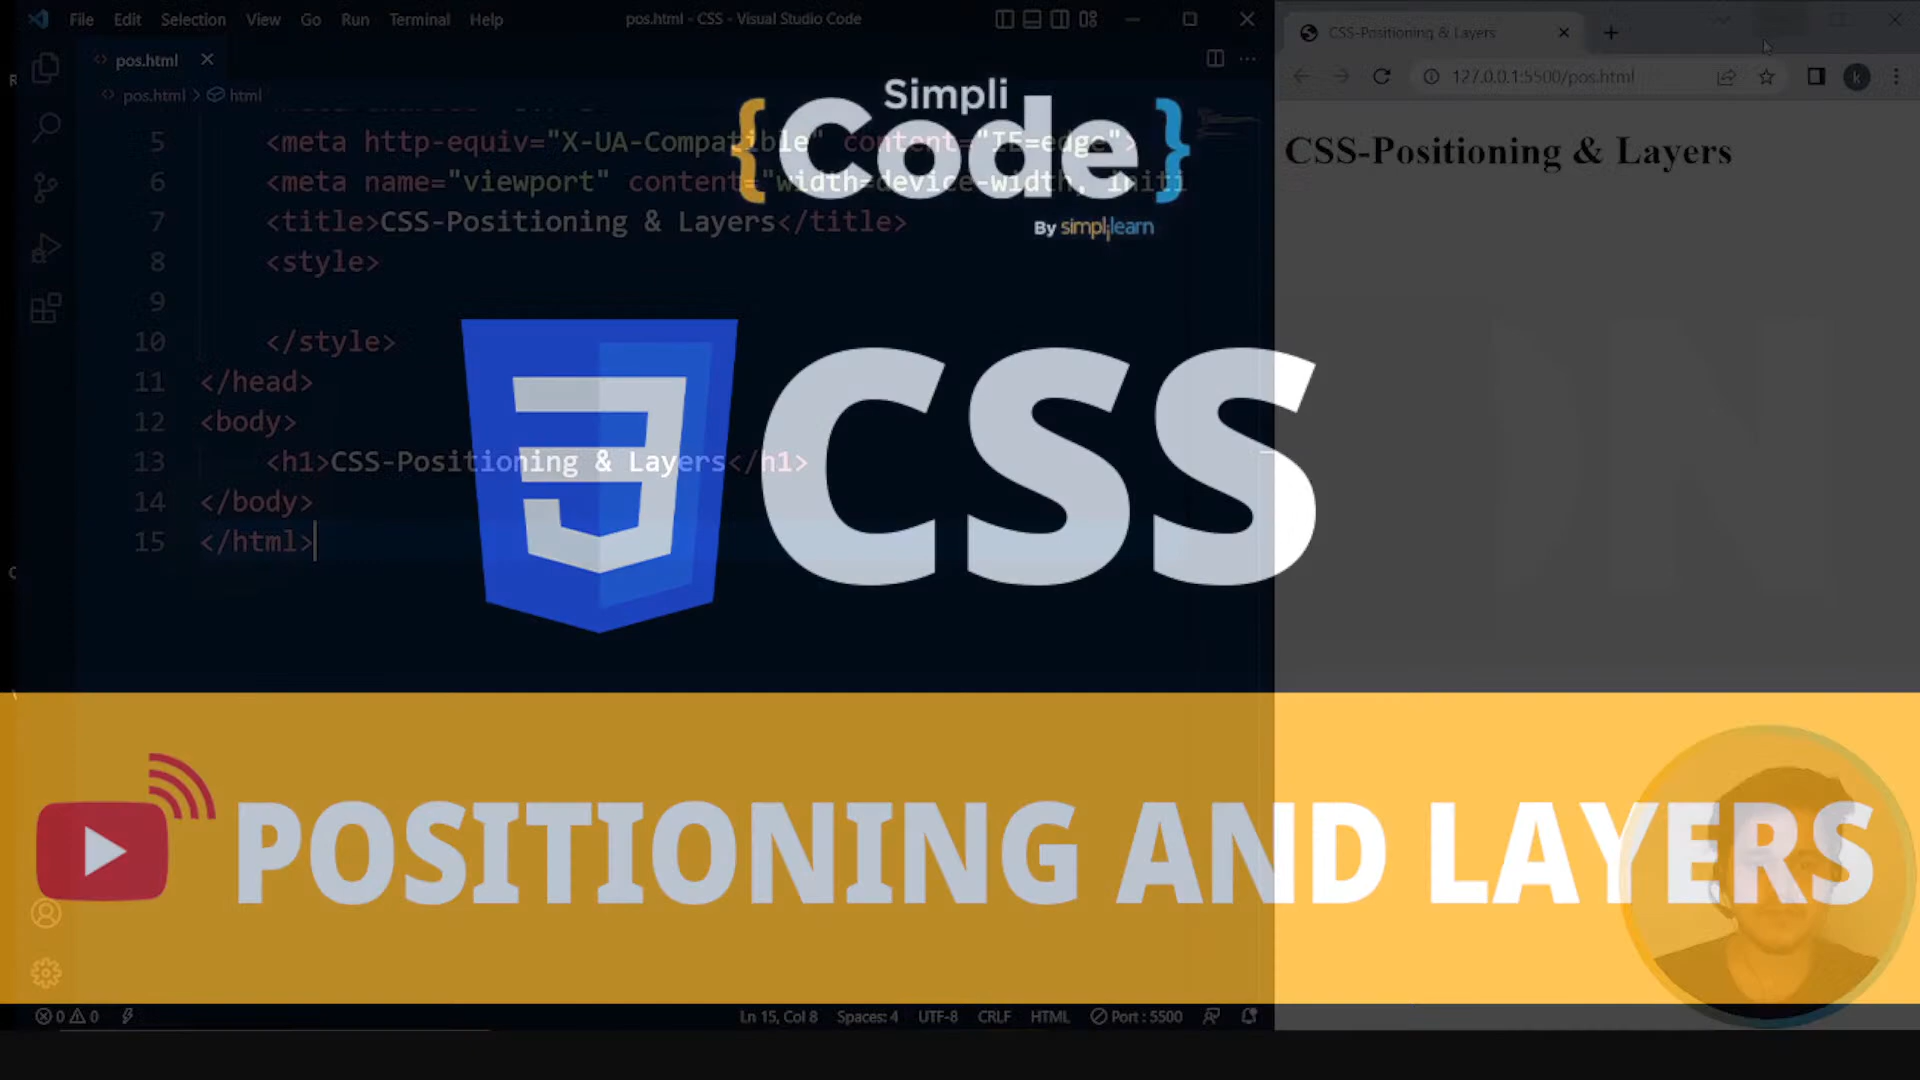 File Edit Selection View Go Run Terminal Help
pos.html - CSS - Visual Studio Code
pos.html
pos.html > html
5 <meta http-equiv="X-UA-Compatible" content="IE=edge">
6 <meta name="viewport" content="width=device-width, initi
7 <title>CSS-Positioning & Layers</title>
8 <style>
9
10 </style>
11 </head>
12 <body>
13 <h1>CSS-Positioning & Layers</h1>
14 </body>
15 </html>
Simpli
{Code}
By simplilearn
CSS-Positioning & Layers
127.0.0.1:5500/pos.html
k
CSS-Positioning & Layers
CSS
POSITIONING AND LAYERS
0 0
Ln 15, Col 8 Spaces: 4 UTF-8 CRLF HTML Port : 5500